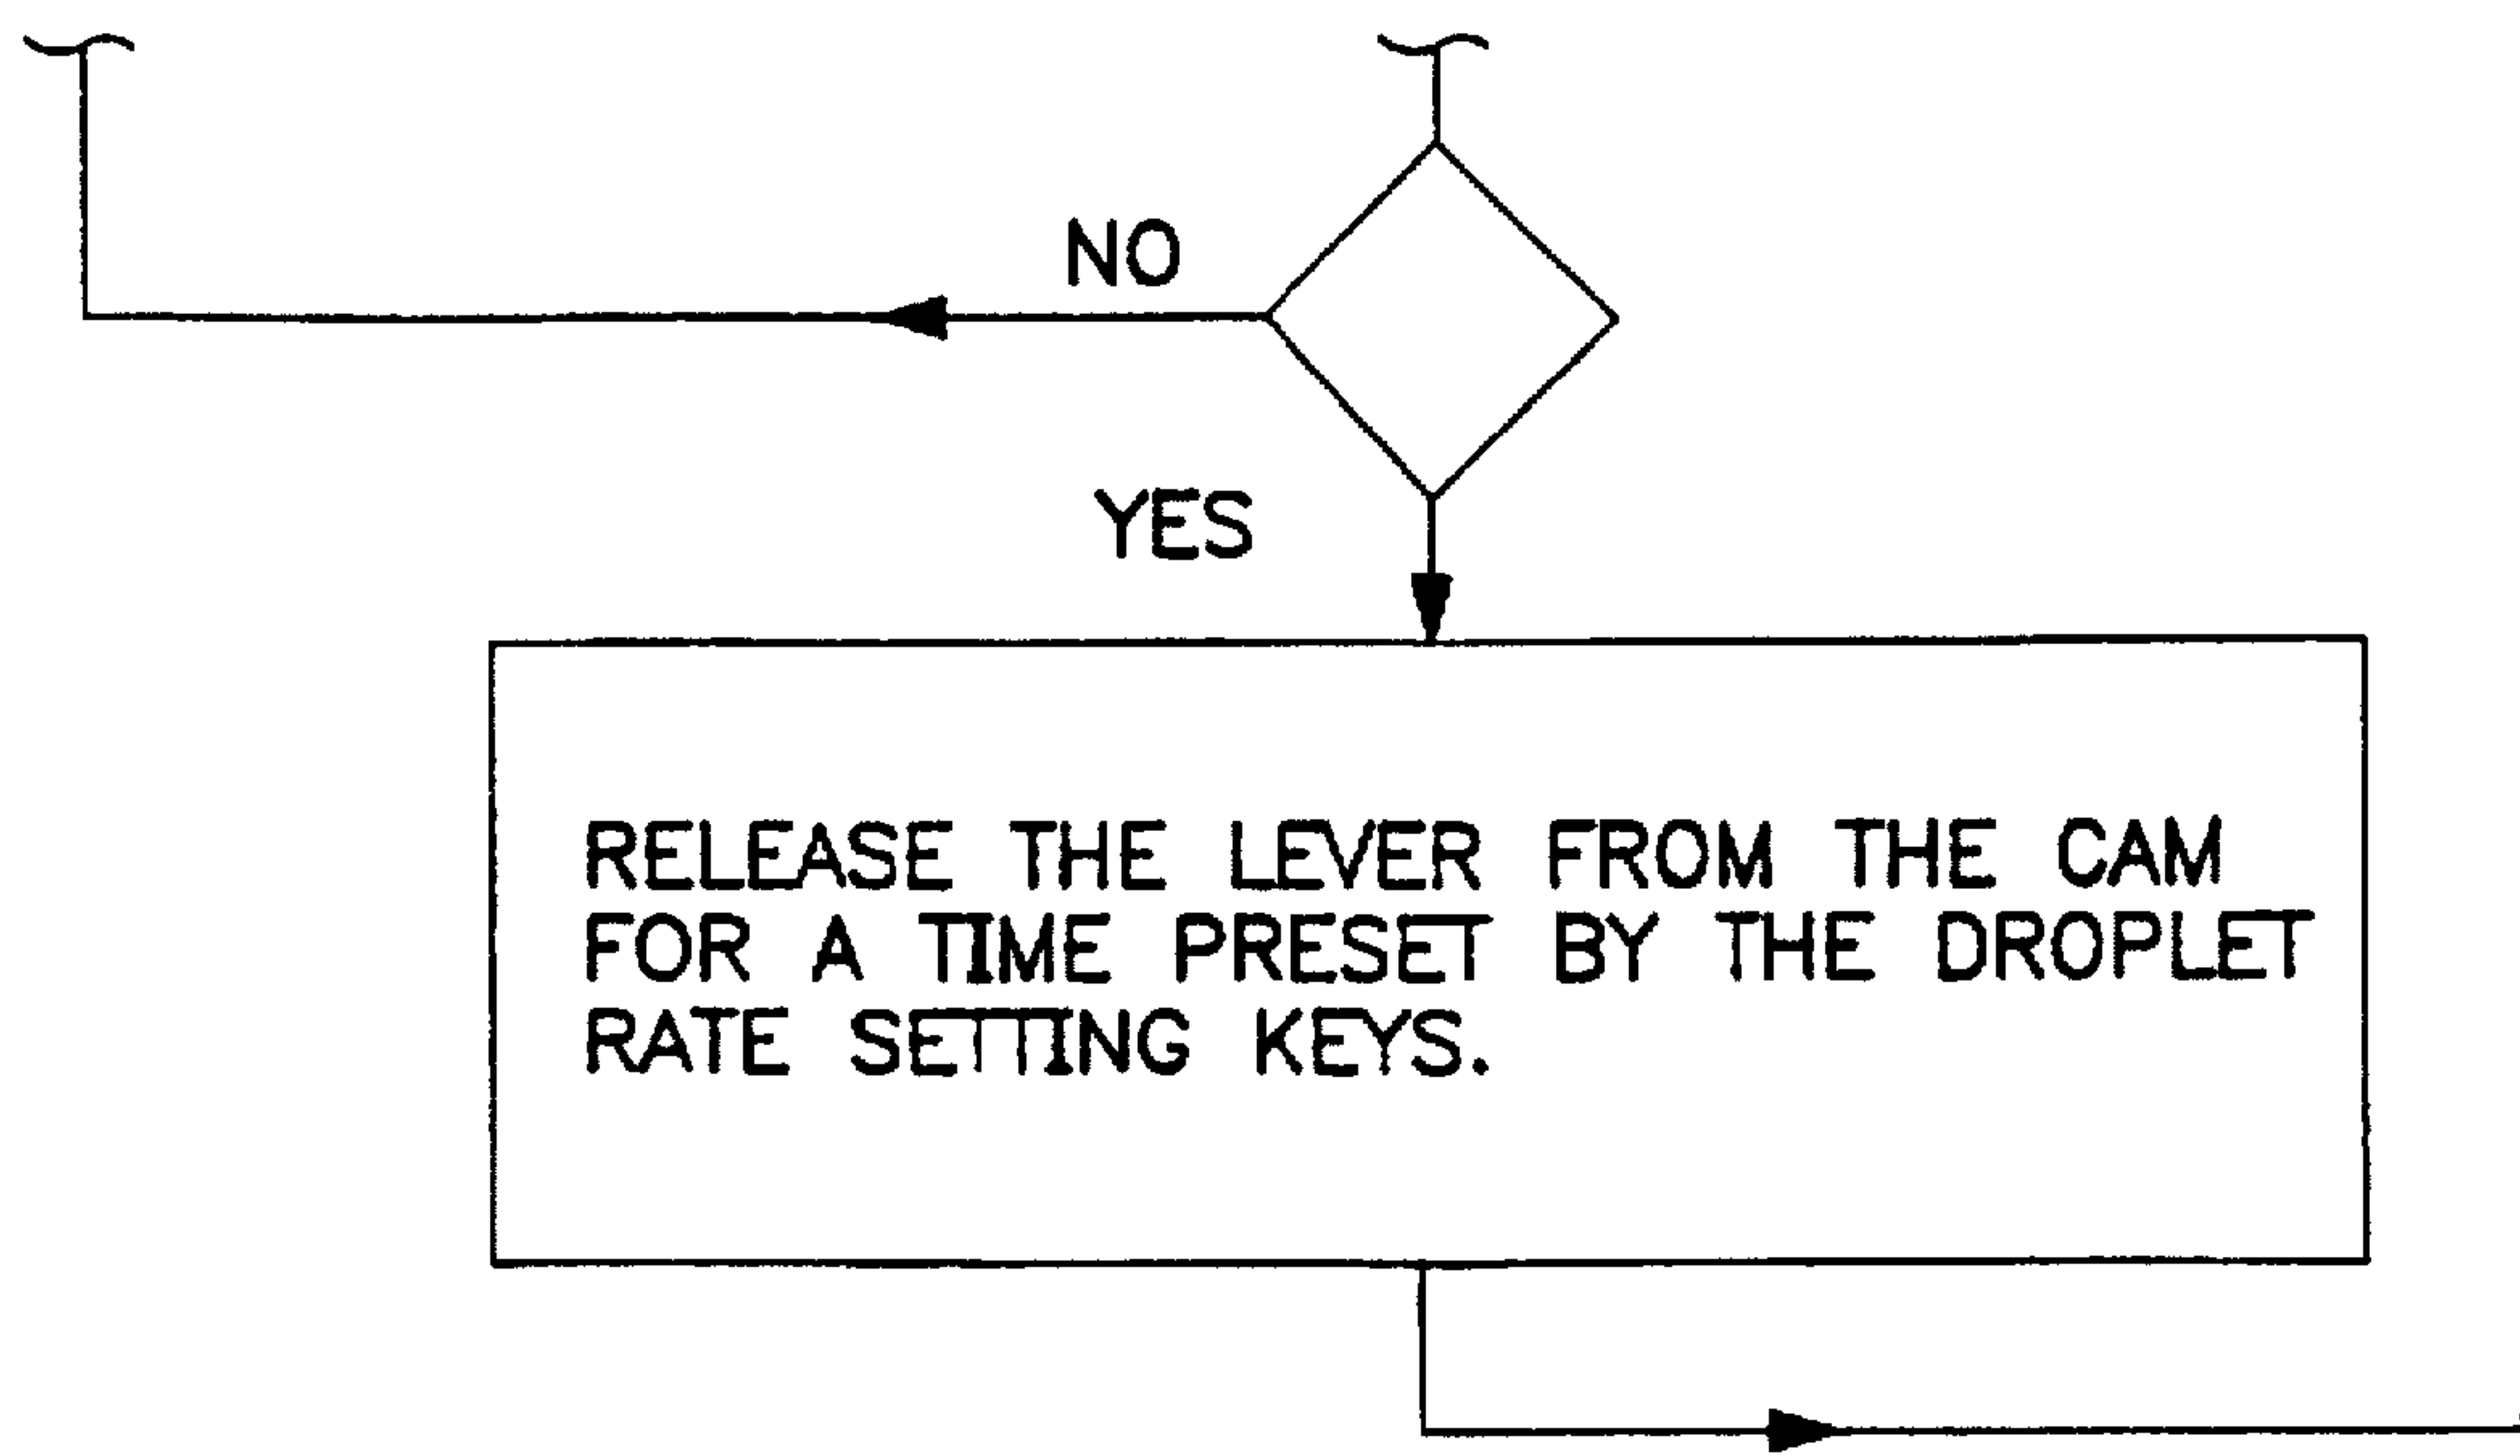 NO
YES
RELEASE THE LEVER FROM THE CAM
FOR A TIME PRESET BY THE DROPLET
RATE SETTING KEYS.